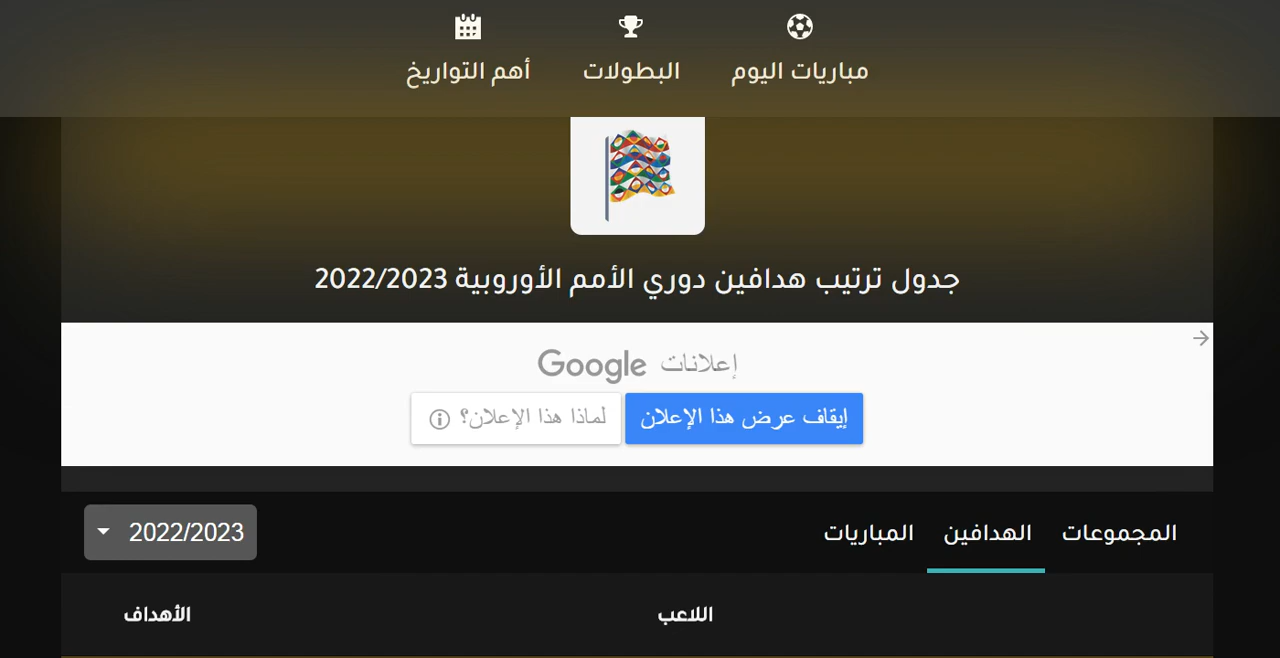 مباريات اليوم
البطولات
أهم التواريخ
جدول ترتيب هدافين دوري الأمم الأوروبية 2022/2023
إعلانات Google
إيقاف عرض هذا الإعلان
لماذا هذا الإعلان؟
المجموعات
الهدافين
المباريات
2022/2023
اللاعب
الأهداف